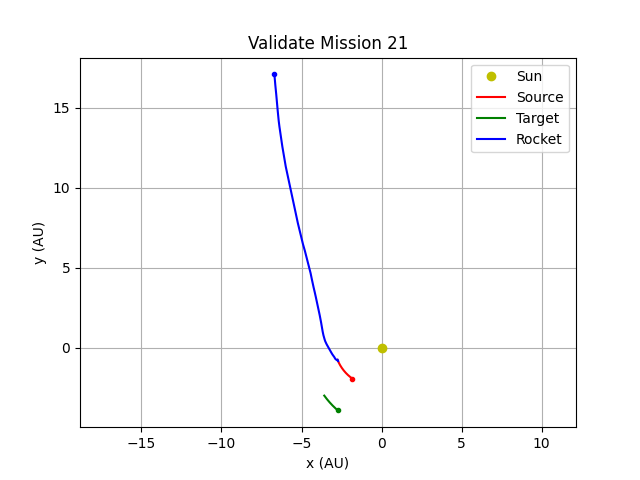 Validate Mission 21
Sun
Source
Target
Rocket
15
10
5
0
y (AU)
−15
−10
−5
0
5
10
x (AU)